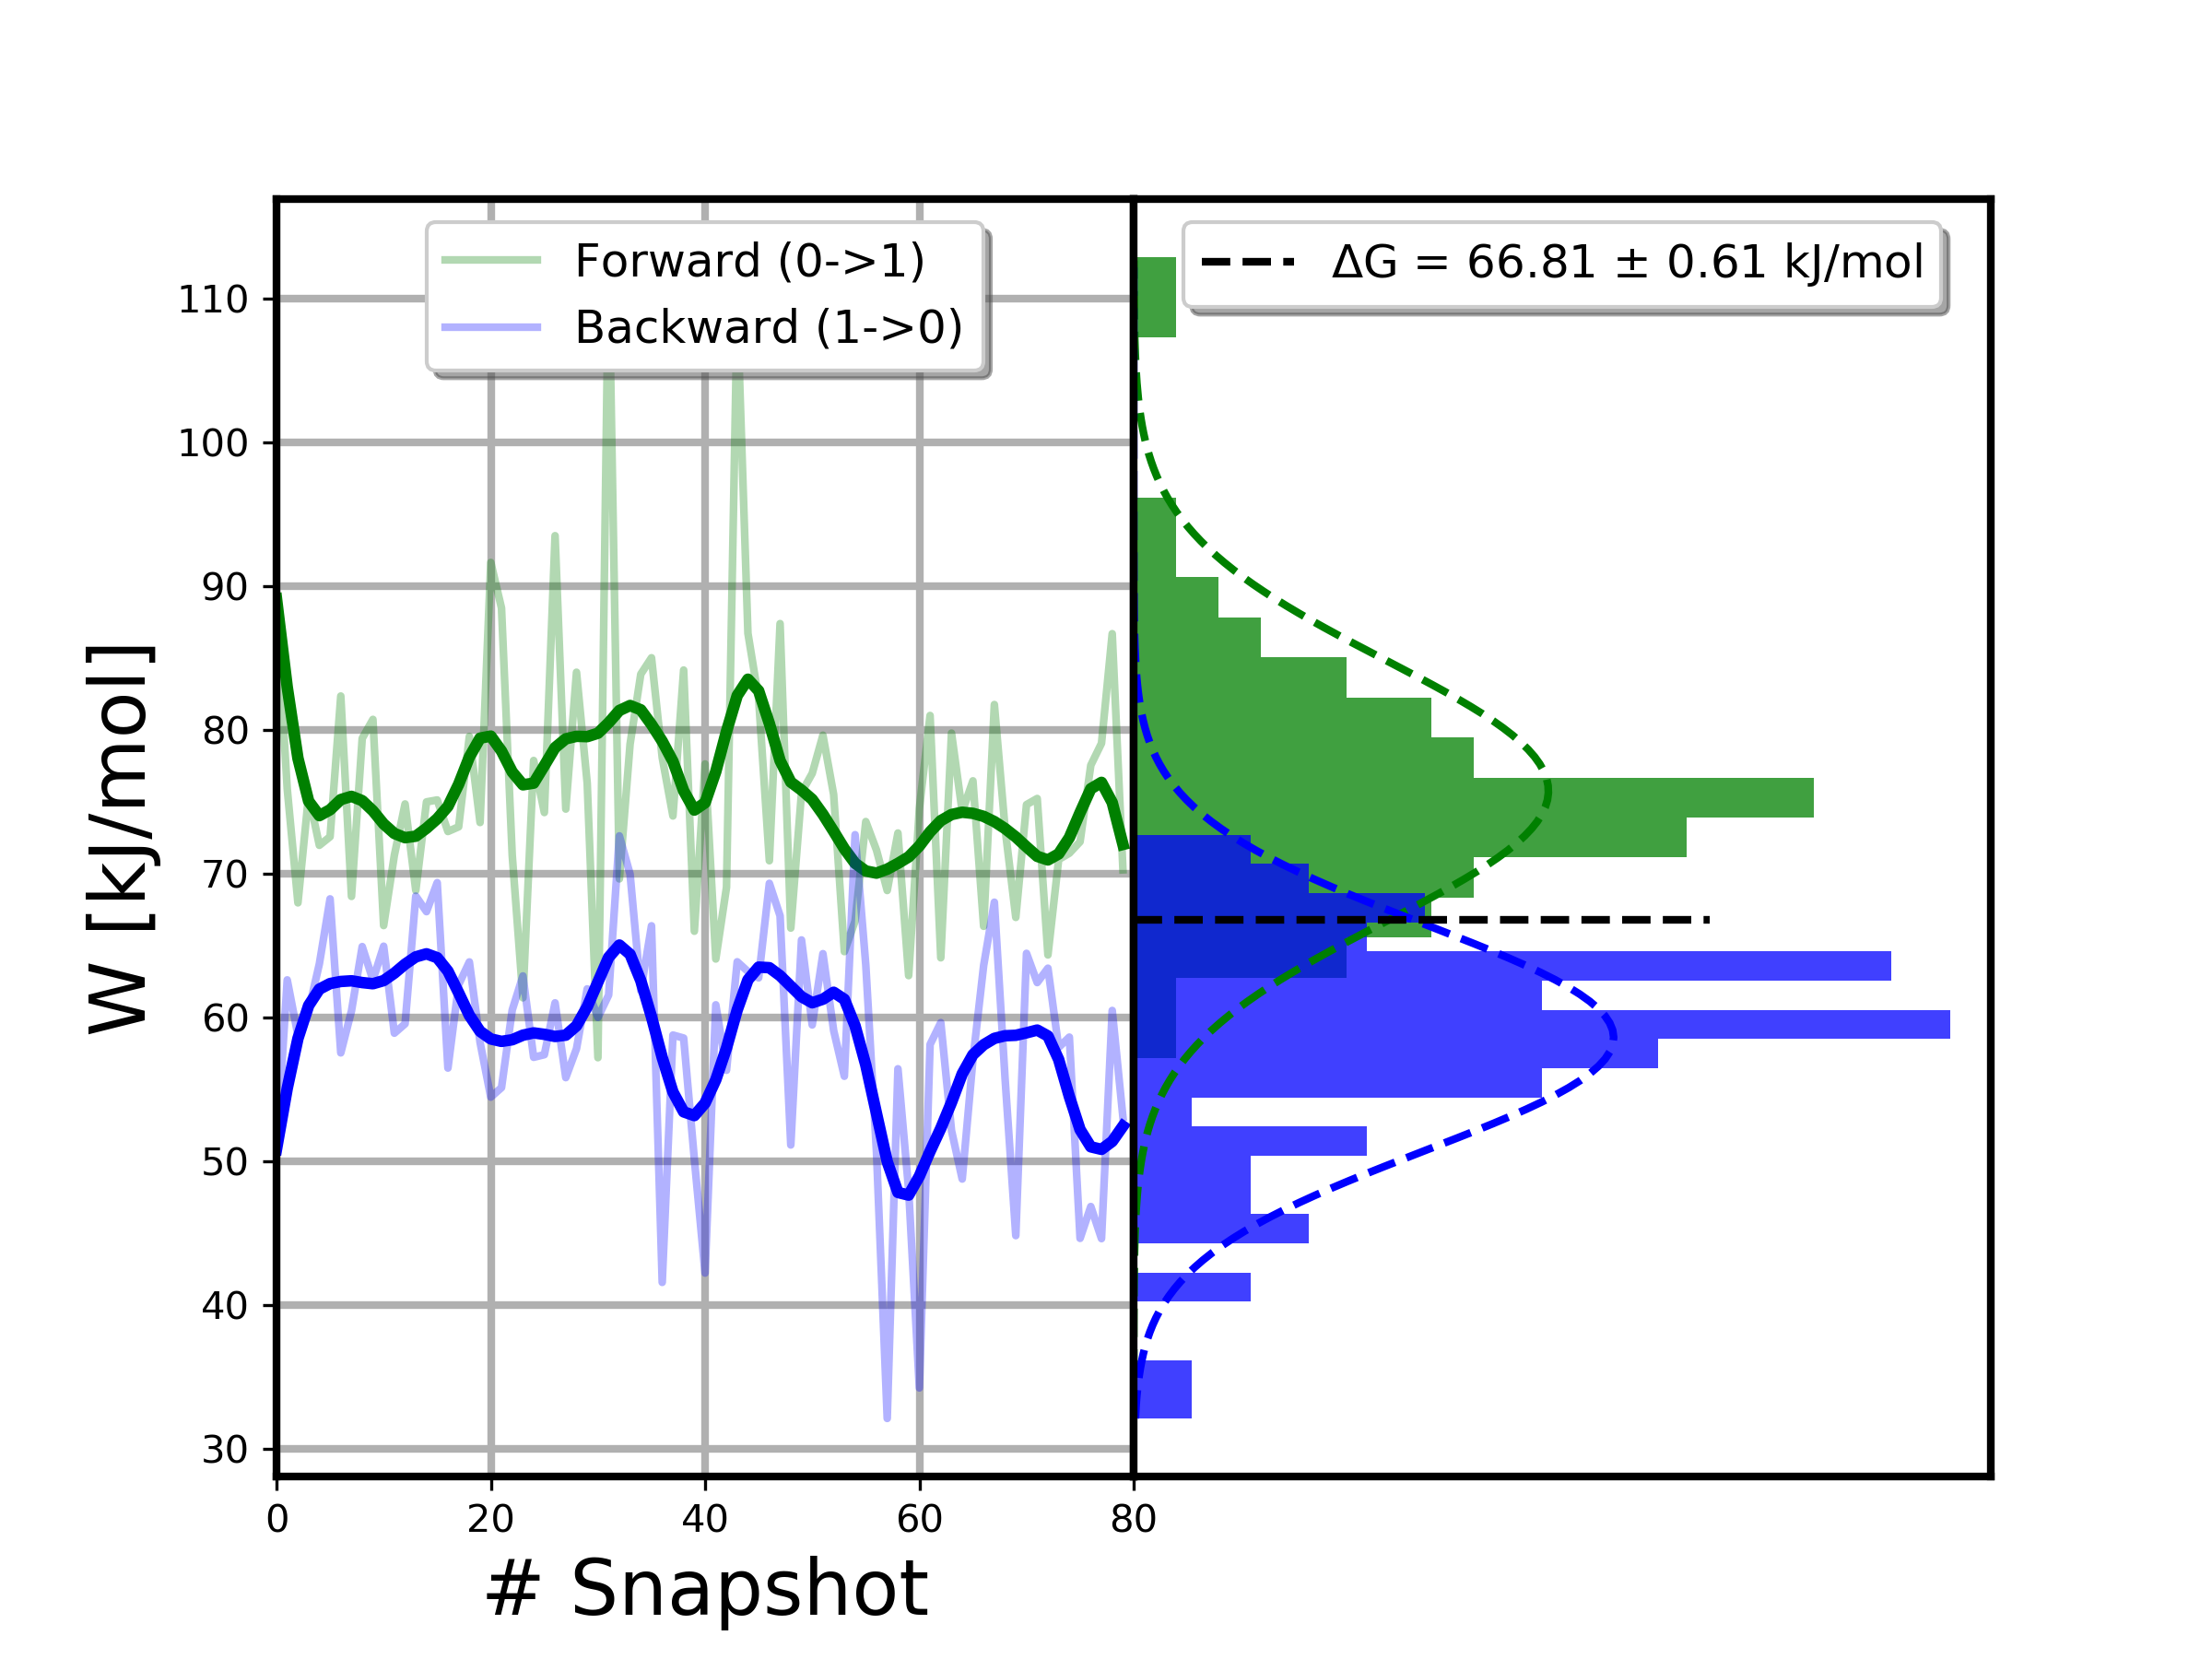 Forward (0->1)
Backward (1->0)
ΔG = 66.81 ± 0.61 kJ/mol
W [kJ/mol]
110
100
90
80
70
60
50
40
30
0 20 40 60 80
# Snapshot